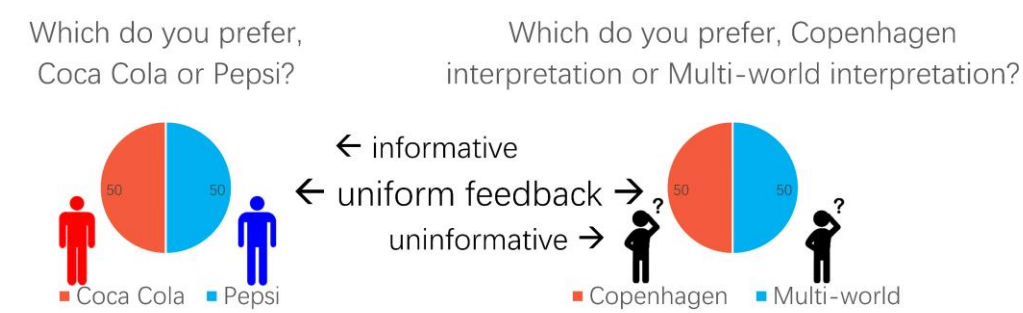 Which do you prefer,
Coca Cola or Pepsi?
50
50
Coca Cola
Pepsi
← informative
← uniform feedback →
uninformative →
Which do you prefer, Copenhagen
interpretation or Multi-world interpretation?
50
50
?
?
Copenhagen
Multi-world